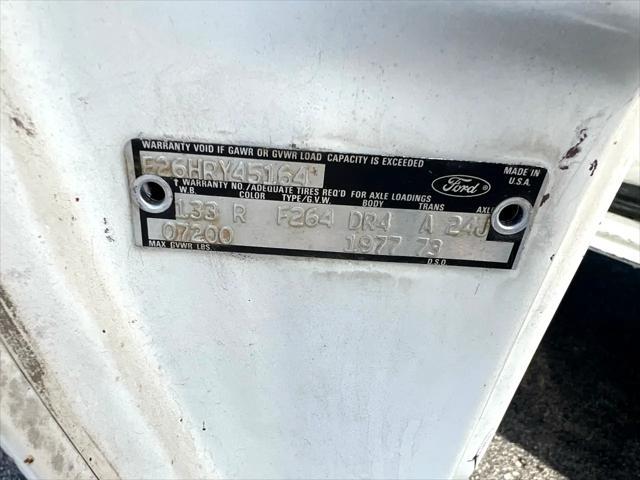 WARRANTY VOID IF GAWR OR GVWR LOAD CAPACITY IS EXCEEDED
F26HRY45164*
MADE IN
U.S.A.
Ford
† WARRANTY NO./ADEQUATE TIRES REQ'D FOR AXLE LOADINGS
W.B. COLOR TYPE/G.V.W. BODY TRANS AXLE
133 R F264 DR4 A 24J
07200 1977 73
MAX GVWR LBS. D.S.O.